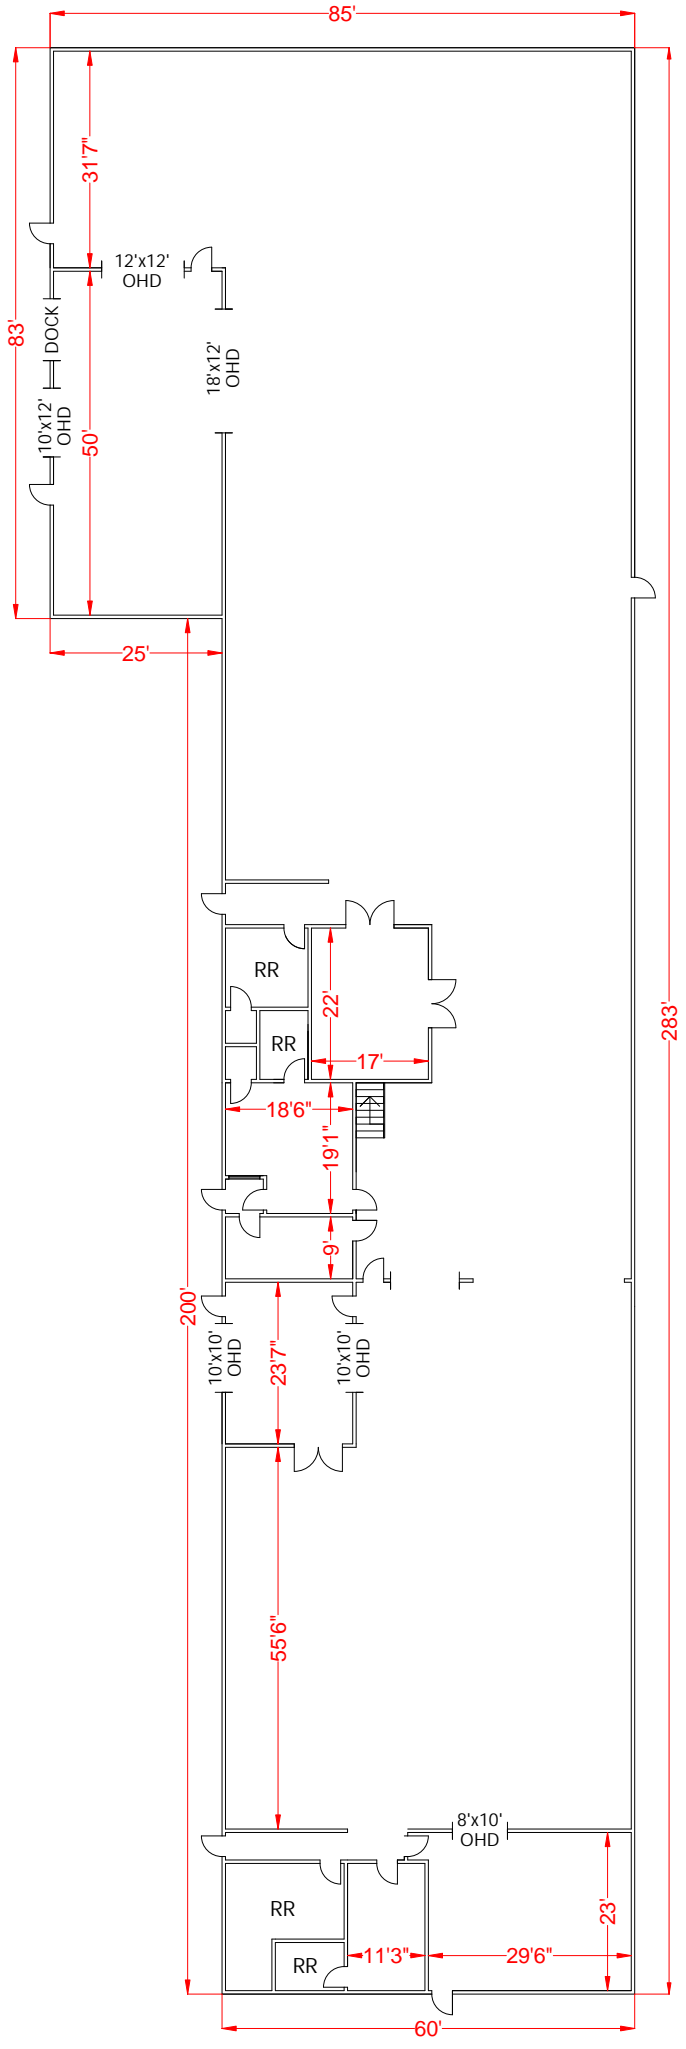 85'
31'7"
12'x12'
OHD
83'
DOCK
18'x12'
OHD
10'x12'
OHD
50'
25'
RR
22'
283'
RR
17'
18'6"
19'1"
9'
200'
10'x10'
OHD
23'7"
10'x10'
OHD
55'6"
8'x10'
OHD
RR
23'
11'3"
29'6"
RR
60'